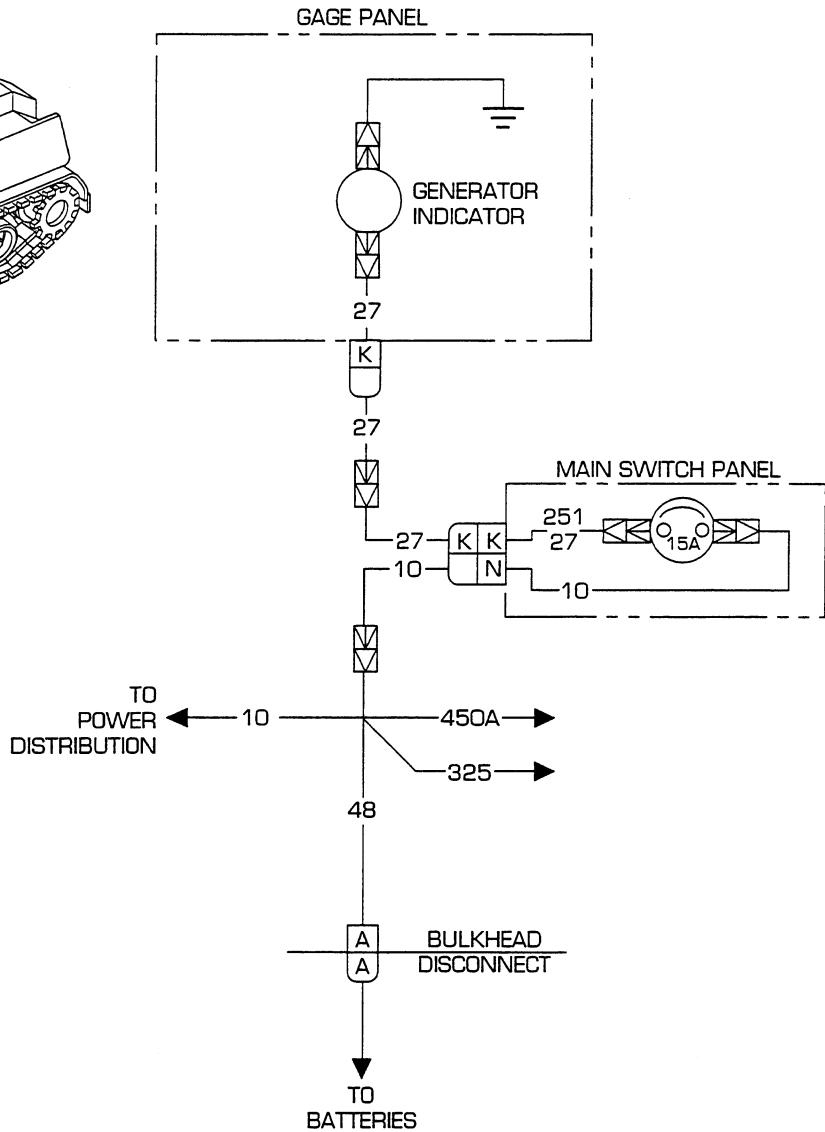 GAGE PANEL
GENERATOR
INDICATOR
27
K
27
MAIN SWITCH PANEL
251
27
K K
27
15A
10
N
10
TO
POWER
DISTRIBUTION
10
450A
325
48
A
A
BULKHEAD
DISCONNECT
TO
BATTERIES